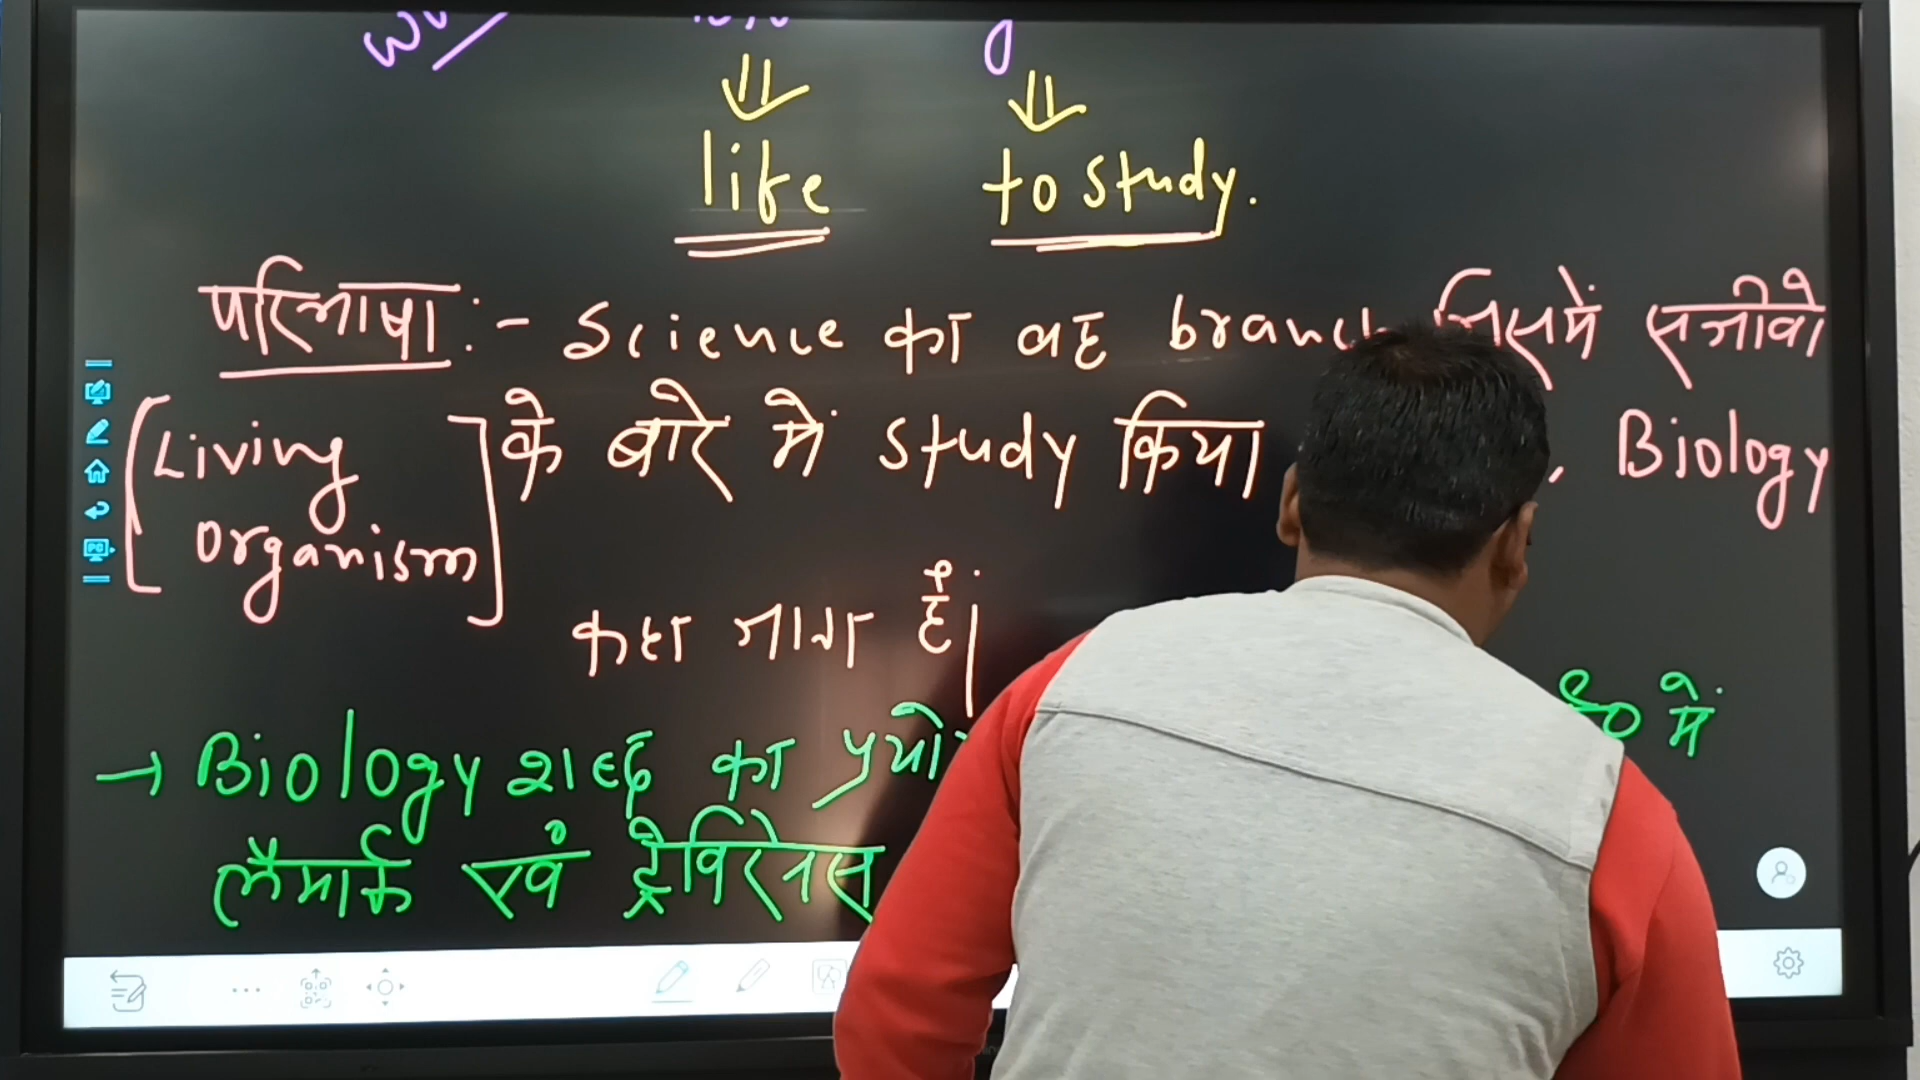 life to study.
परिभाषा :- Science का वह branch जिसमें सजीवो
[Living Organism] के बारे में study किया , Biology
कहा जाता हैं।
→ Biology शब्द का प्रयो में
लैमार्क एवं ट्रेविरेनस